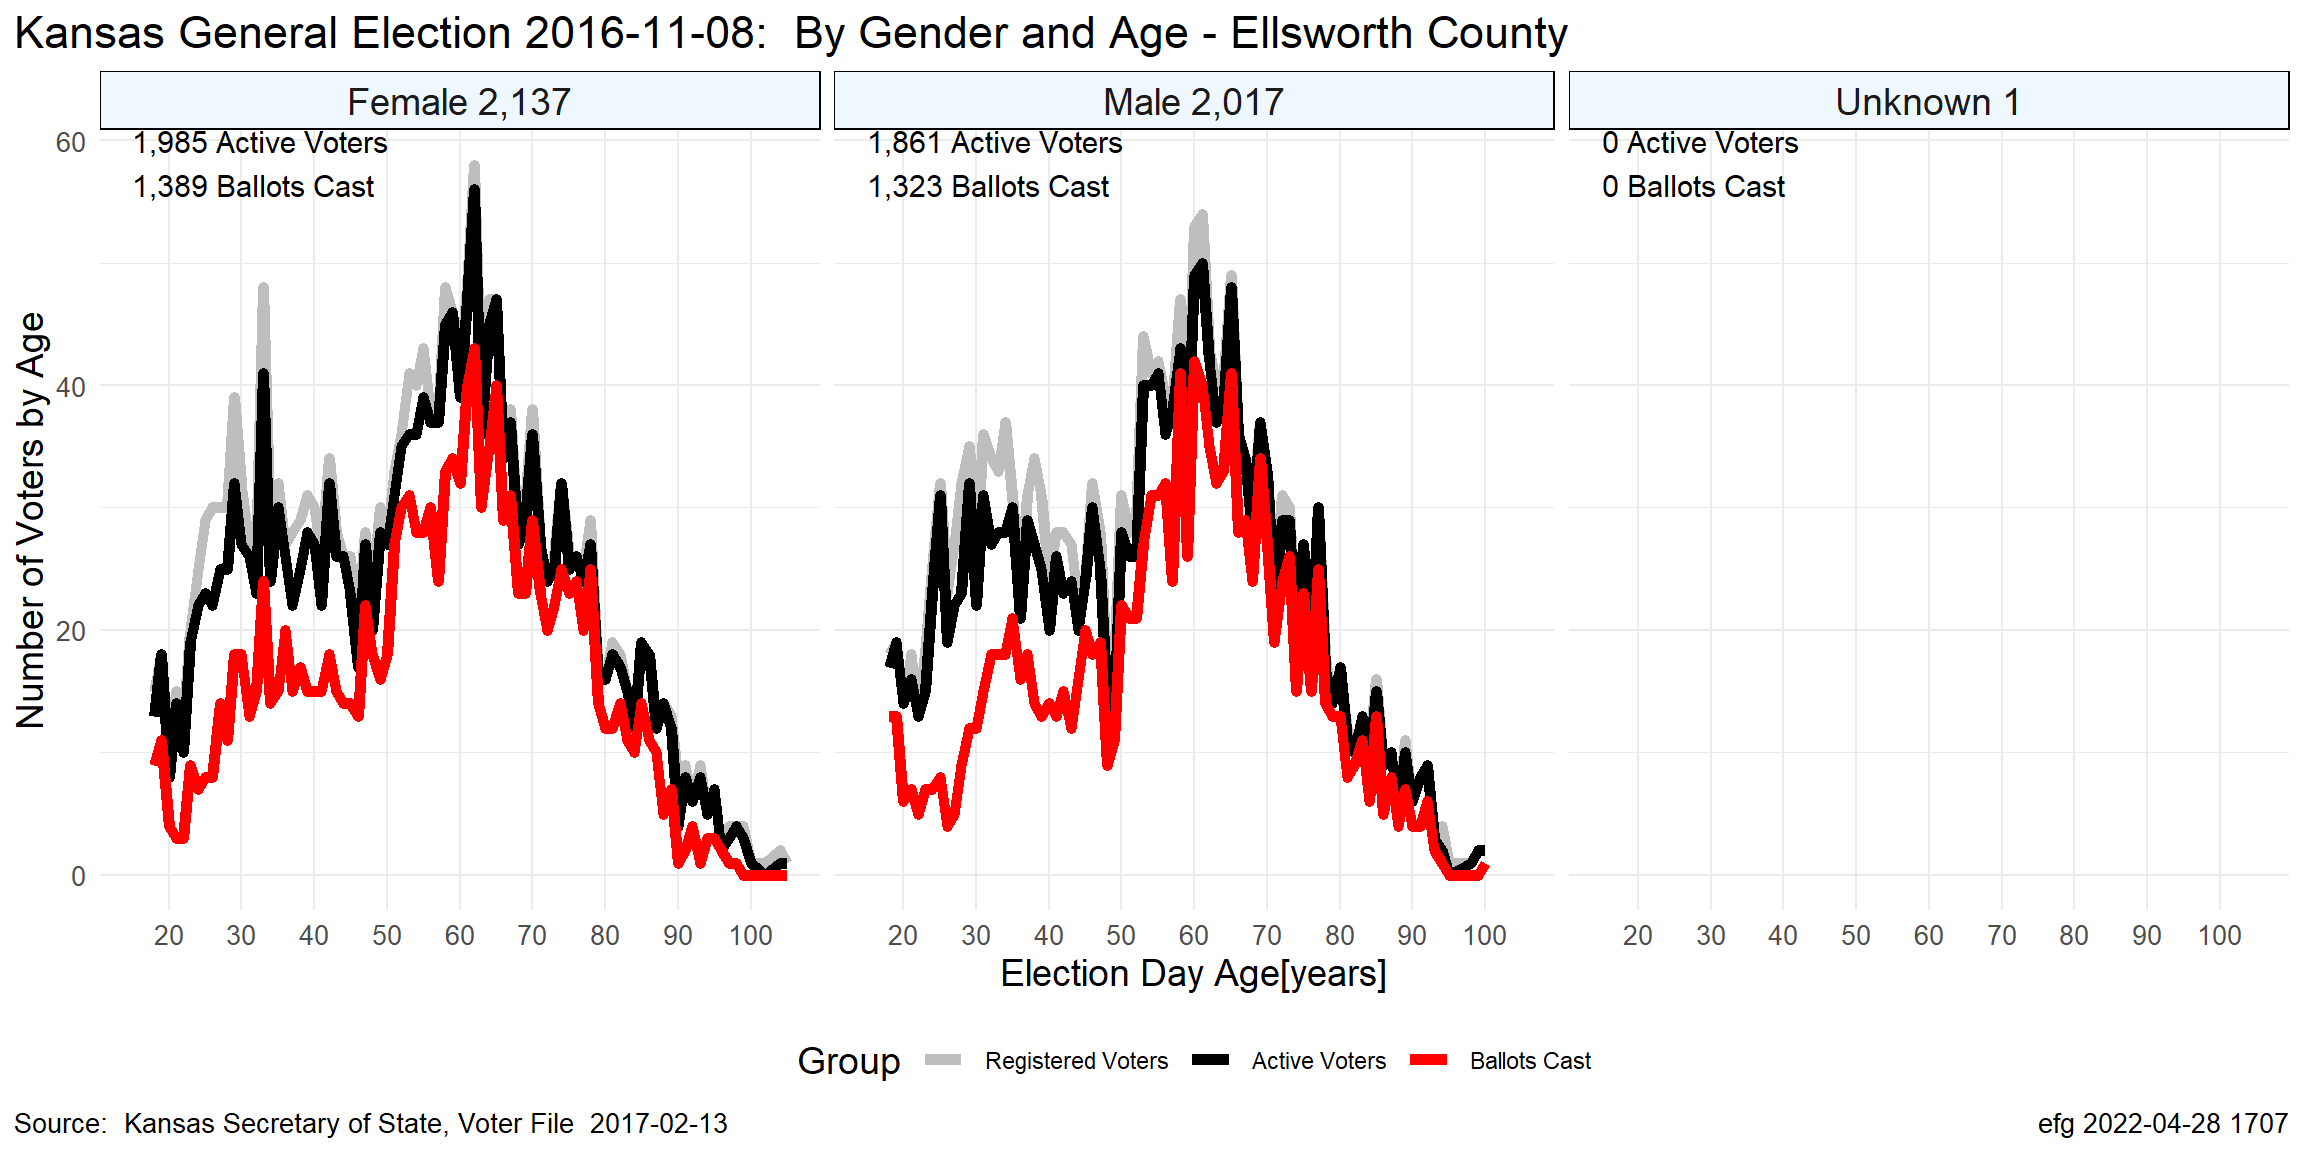 Kansas General Election 2016-11-08:  By Gender and Age - Ellsworth County
Female 2,137
Male 2,017
Unknown 1
1,985 Active Voters
1,389 Ballots Cast
1,861 Active Voters
1,323 Ballots Cast
0 Active Voters
0 Ballots Cast
Number of Voters by Age
60
40
20
0
20 30 40 50 60 70 80 90 100
20 30 40 50 60 70 80 90 100
20 30 40 50 60 70 80 90 100
Election Day Age[years]
Group Registered Voters Active Voters Ballots Cast
Source:  Kansas Secretary of State, Voter File  2017-02-13
efg 2022-04-28 1707